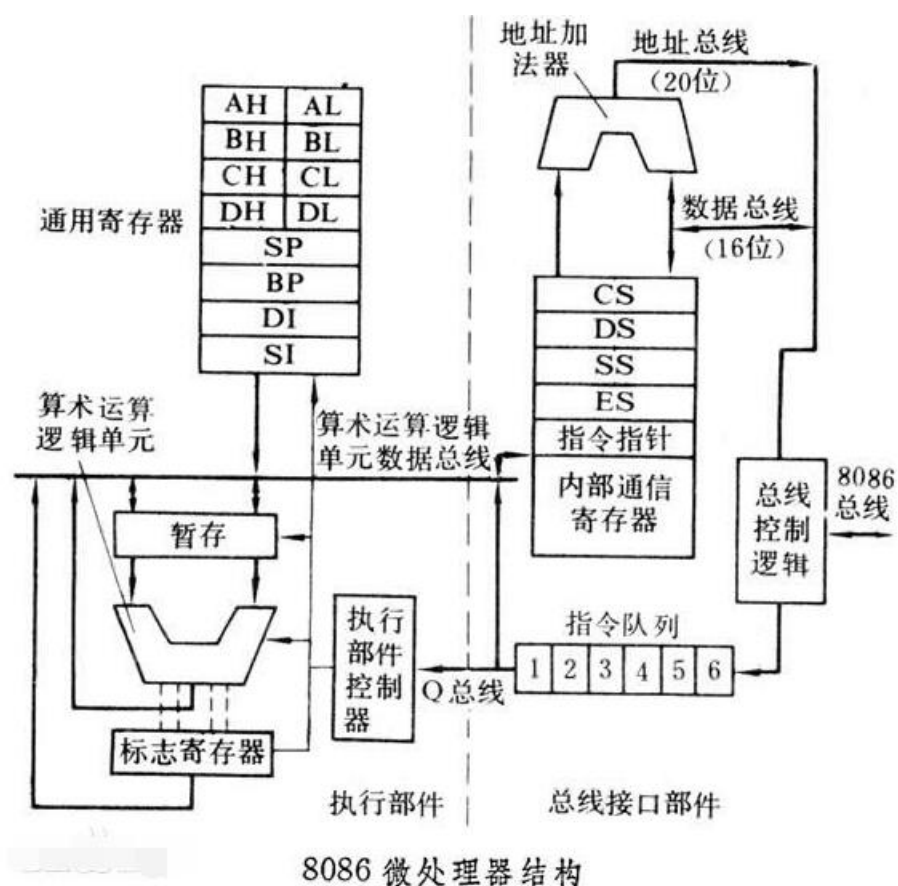 地址加
法器
地址总线
(20位)
AH AL
BH BL
CH CL
DH DL
SP
BP
DI
SI
通用寄存器
数据总线
(16位)
CS
DS
SS
ES
指令指针
内部通信
寄存器
算术运算
逻辑单元
算术运算逻辑
单元数据总线
8086
总线
总线
控制
逻辑
暂存
执行
部件
控制
器
指令队列
1 2 3 4 5 6
Q总线
标志寄存器
执行部件
总线接口部件
8086 微处理器结构